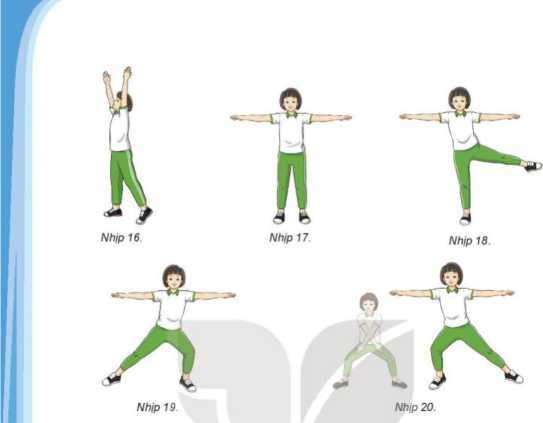 Nhịp 16.
Nhịp 17.
Nhịp 18.
Nhịp 19.
Nhịp 20.